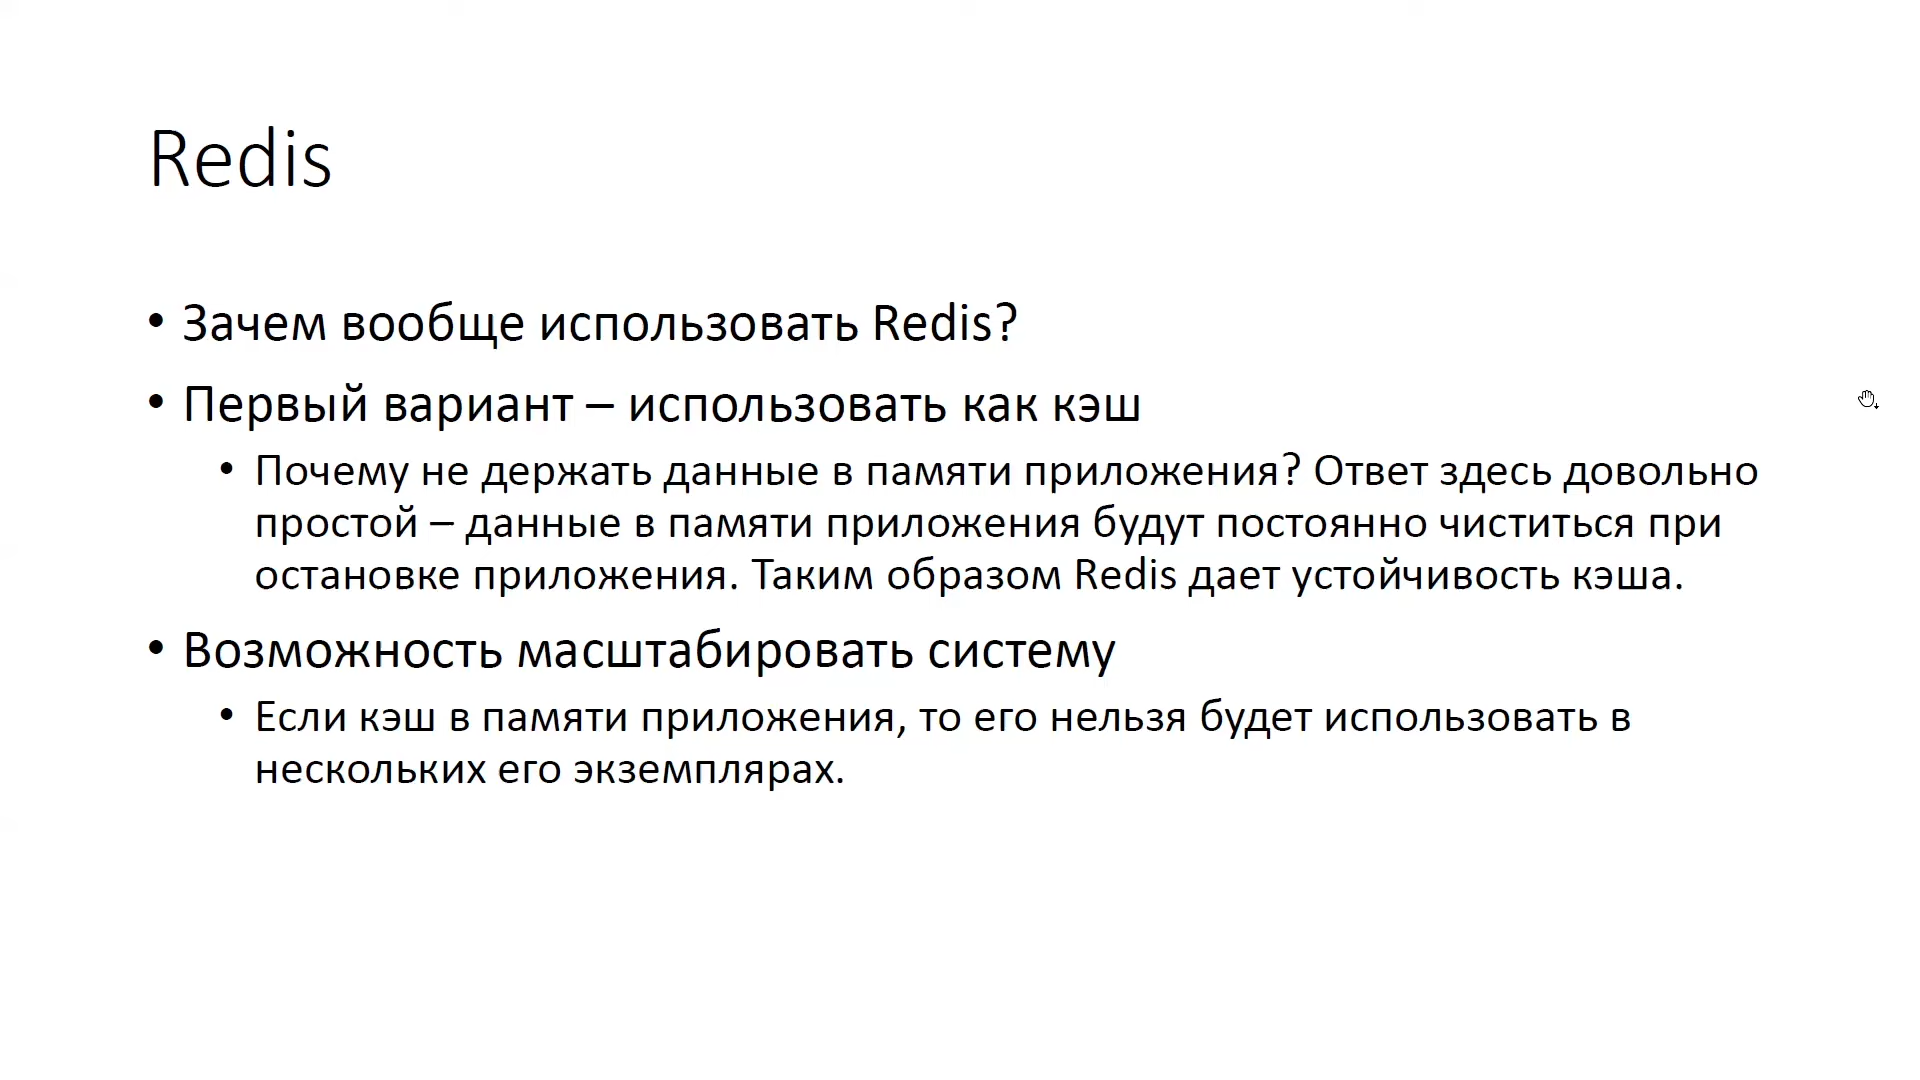 Redis
• Зачем вообще использовать Redis?
• Первый вариант – использовать как кэш
• Почему не держать данные в памяти приложения? Ответ здесь довольно
простой – данные в памяти приложения будут постоянно чиститься при
остановке приложения. Таким образом Redis дает устойчивость кэша.
• Возможность масштабировать систему
• Если кэш в памяти приложения, то его нельзя будет использовать в
нескольких его экземплярах.